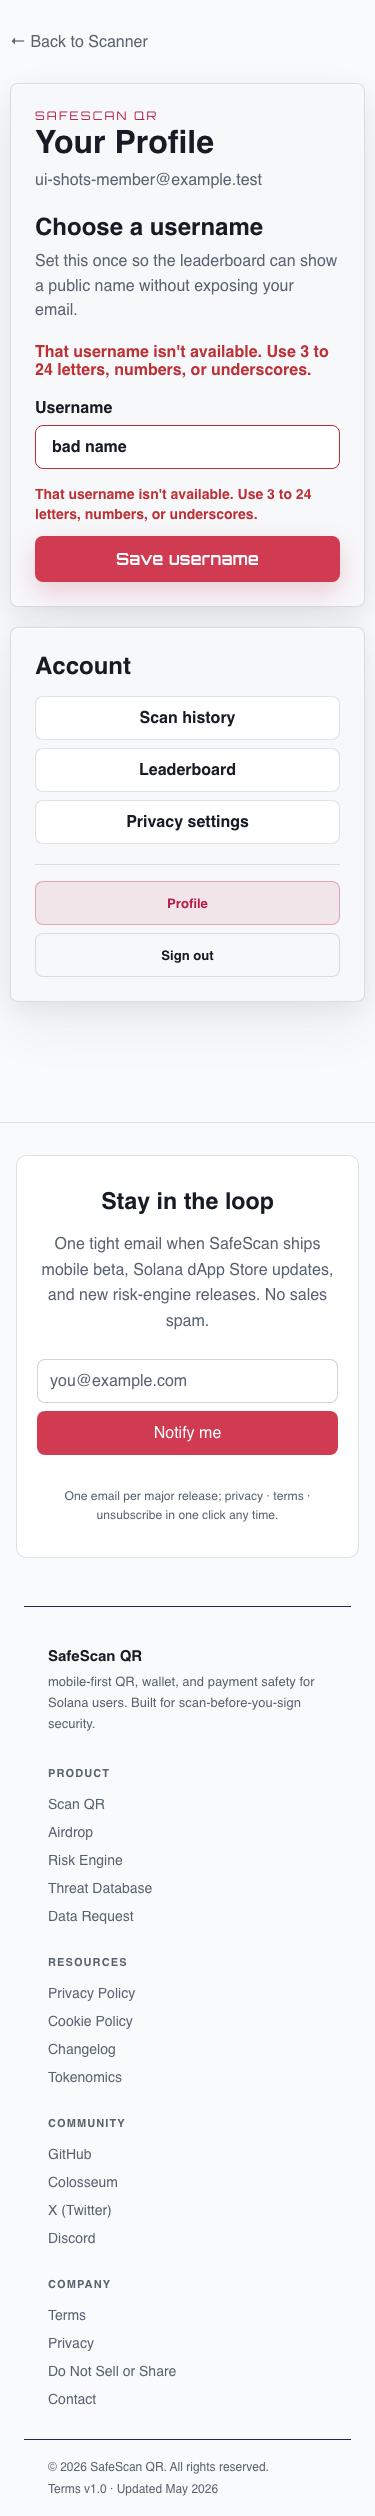 ← Back to Scanner
SAFESCAN QR
Your Profile
ui-shots-member@example.test
Choose a username
Set this once so the leaderboard can show
a public name without exposing your
email.
That username isn't available. Use 3 to
24 letters, numbers, or underscores.
Username
bad name
That username isn't available. Use 3 to 24
letters, numbers, or underscores.
Save username
Account
Scan history
Leaderboard
Privacy settings
Profile
Sign out
Stay in the loop
One tight email when SafeScan ships
mobile beta, Solana dApp Store updates,
and new risk-engine releases. No sales
spam.
you@example.com
Notify me
One email per major release; privacy · terms ·
unsubscribe in one click any time.
SafeScan QR
mobile-first QR, wallet, and payment safety for
Solana users. Built for scan-before-you-sign
security.
PRODUCT
Scan QR
Airdrop
Risk Engine
Threat Database
Data Request
RESOURCES
Privacy Policy
Cookie Policy
Changelog
Tokenomics
COMMUNITY
GitHub
Colosseum
X (Twitter)
Discord
COMPANY
Terms
Privacy
Do Not Sell or Share
Contact
© 2026 SafeScan QR. All rights reserved.
Terms v1.0 · Updated May 2026